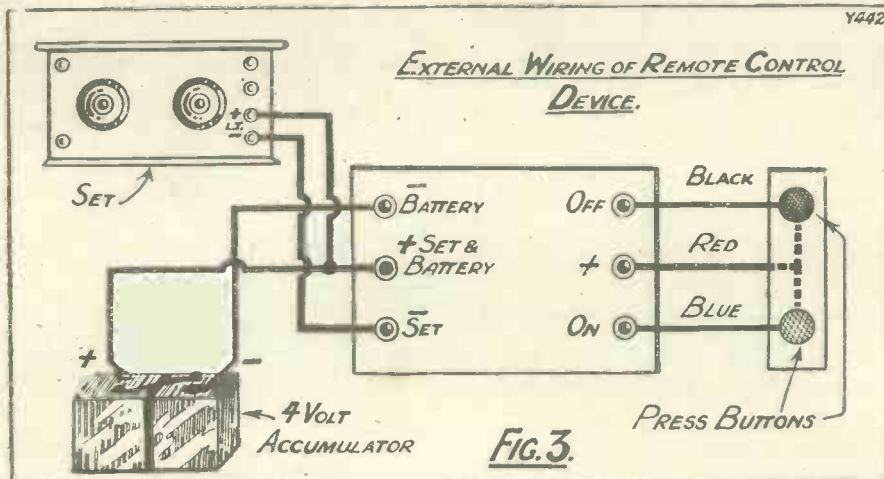 Y442
EXTERNAL WIRING OF REMOTE CONTROL
DEVICE.
+
L.T.
−
SET
− BATTERY
+ SET &
BATTERY
− SET
OFF
+
ON
BLACK
RED
BLUE
PRESS BUTTONS
+
−
4 VOLT
ACCUMULATOR
FIG. 3.